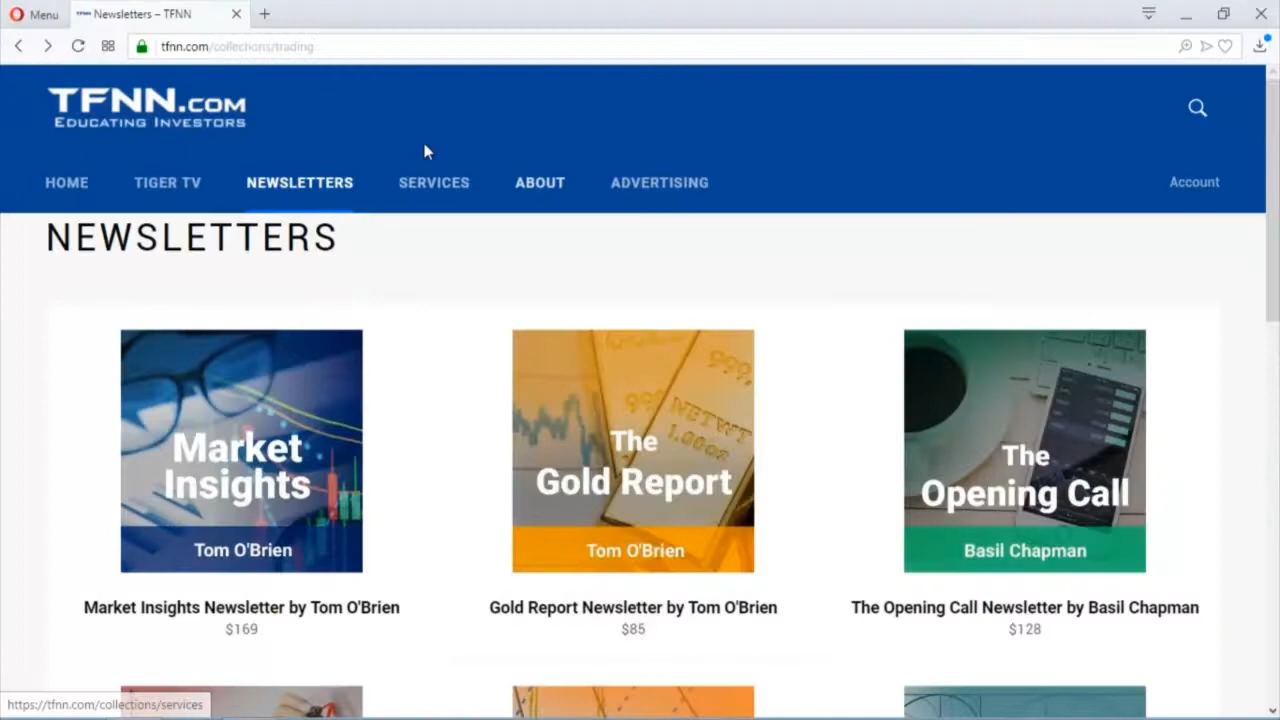 Menu
Newsletters – TFNN
tfnn.com/collections/trading
TFNN.COM
EDUCATING INVESTORS
HOME TIGER TV NEWSLETTERS SERVICES ABOUT ADVERTISING Account
NEWSLETTERS
Market
Insights
Tom O'Brien
The
Gold Report
Tom O'Brien
The
Opening Call
Basil Chapman
Market Insights Newsletter by Tom O'Brien
$169
Gold Report Newsletter by Tom O'Brien
$85
The Opening Call Newsletter by Basil Chapman
$128
https://tfnn.com/collections/services